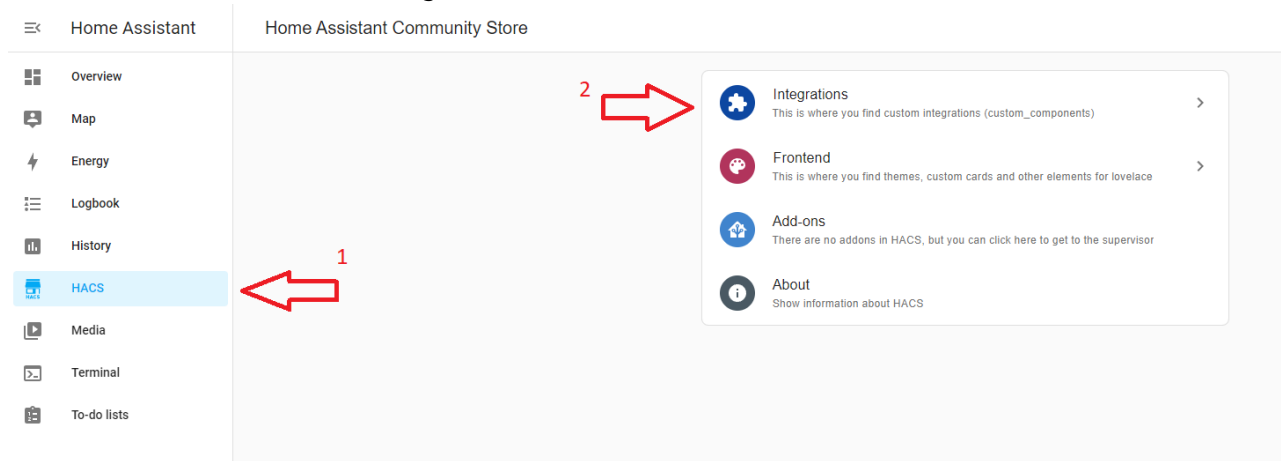 Home Assistant
Home Assistant Community Store
Overview
Map
Energy
Logbook
History
HACS
HACS
Media
Terminal
To-do lists
1
2
Integrations
This is where you find custom integrations (custom_components)
Frontend
This is where you find themes, custom cards and other elements for lovelace
Add-ons
There are no addons in HACS, but you can click here to get to the supervisor
About
Show information about HACS